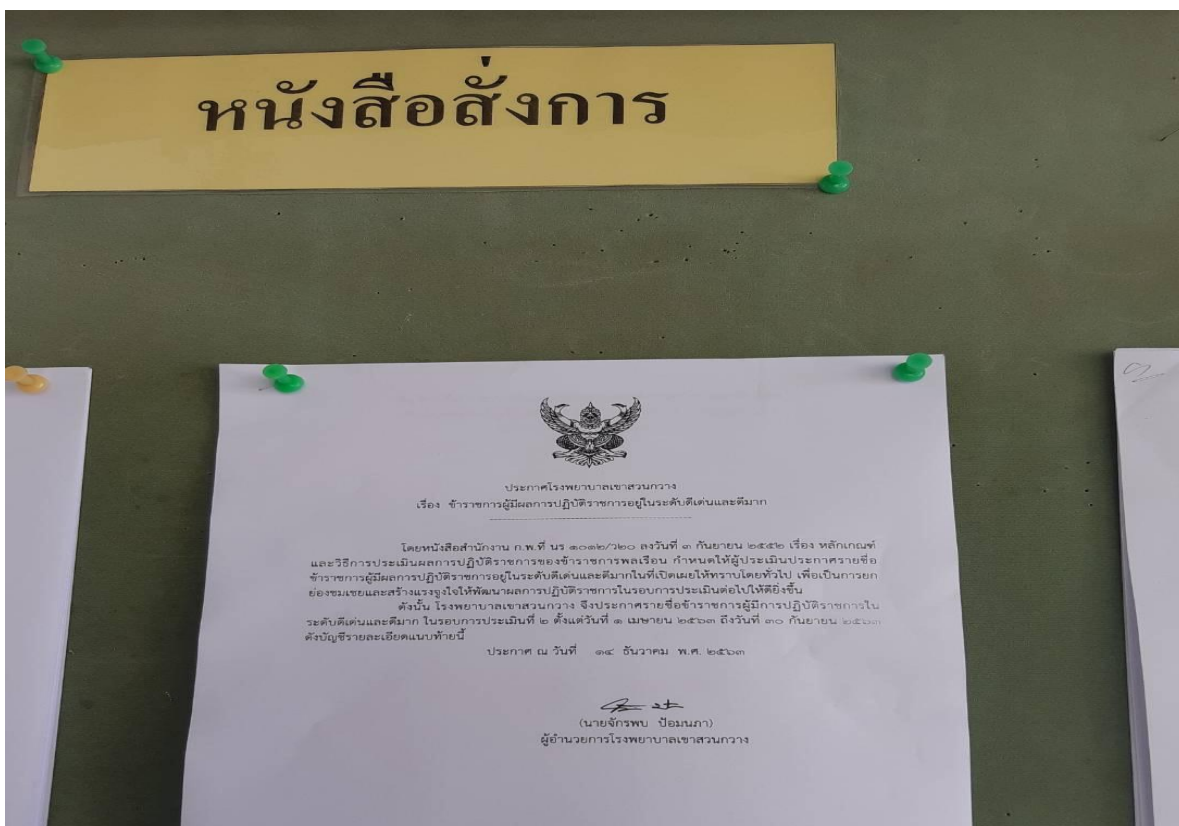 หนังสือสั่งการ
ประกาศโรงพยาบาลเขาสวนกวาง
เรื่อง ข้าราชการผู้มีผลการปฏิบัติราชการอยู่ในระดับดีเด่นและดีมาก
โดยหนังสือสำนักงาน ก.พ.ที่ นร ๑๐๑๒/ว๒๐ ลงวันที่ ๓ กันยายน ๒๕๕๒ เรื่อง หลักเกณฑ์
และวิธีการประเมินผลการปฏิบัติราชการของข้าราชการพลเรือน กำหนดให้ผู้ประเมินประกาศรายชื่อ
ข้าราชการผู้มีผลการปฏิบัติราชการอยู่ในระดับดีเด่นและดีมากในที่เปิดเผยให้ทราบโดยทั่วไป เพื่อเป็นการยก
ย่องชมเชยและสร้างแรงจูงใจให้พัฒนาผลการปฏิบัติราชการในรอบการประเมินต่อไปให้ดียิ่งขึ้น
ดังนั้น โรงพยาบาลเขาสวนกวาง จึงประกาศรายชื่อข้าราชการผู้มีการปฏิบัติราชการใน
ระดับดีเด่นและดีมาก ในรอบการประเมินที่ ๒ ตั้งแต่วันที่ ๑ เมษายน ๒๕๖๓ ถึงวันที่ ๓๐ กันยายน ๒๕๖๓
ดังบัญชีรายละเอียดแนบท้ายนี้
ประกาศ ณ วันที่ ๑๔ ธันวาคม พ.ศ. ๒๕๖๓
(นายจักรพบ ป้อมนภา)
ผู้อำนวยการโรงพยาบาลเขาสวนกวาง